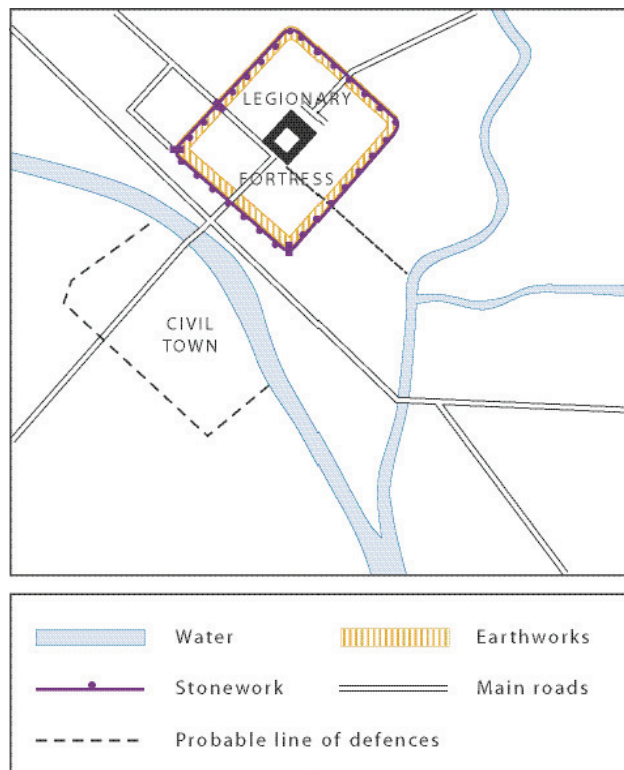 LEGIONARY
FORTRESS
CIVIL
TOWN
Water
Earthworks
Stonework
Main roads
Probable line of defences